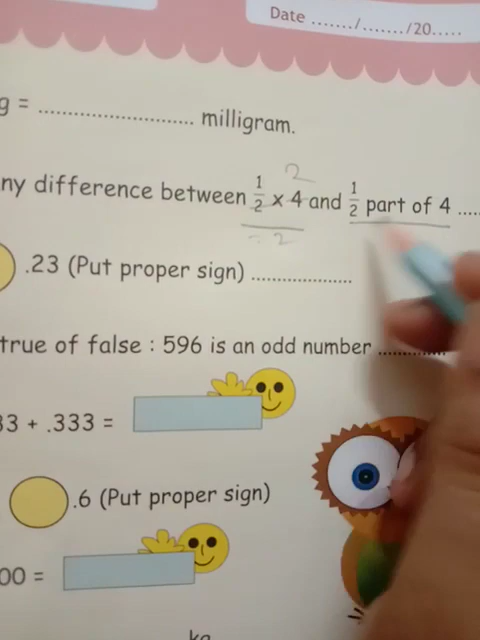 Date ......./......./20.....
g = ............................ milligram.
ny difference between 1/2 x 4 and 1/2 part of 4 ....
2
= 2
.23 (Put proper sign) ..................
true of false : 596 is an odd number ............
33 + .333 =
.6 (Put proper sign)
00 =
kg